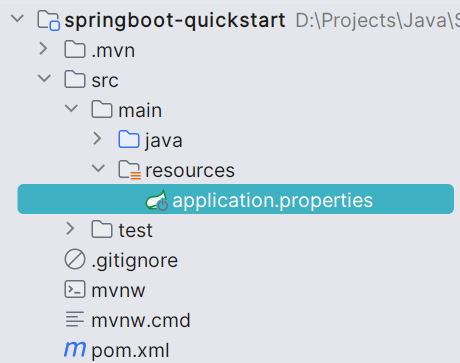 springboot-quickstart D:\Projects\Java\S
.mvn
src
main
java
resources
application.properties
test
.gitignore
mvnw
mvnw.cmd
pom.xml